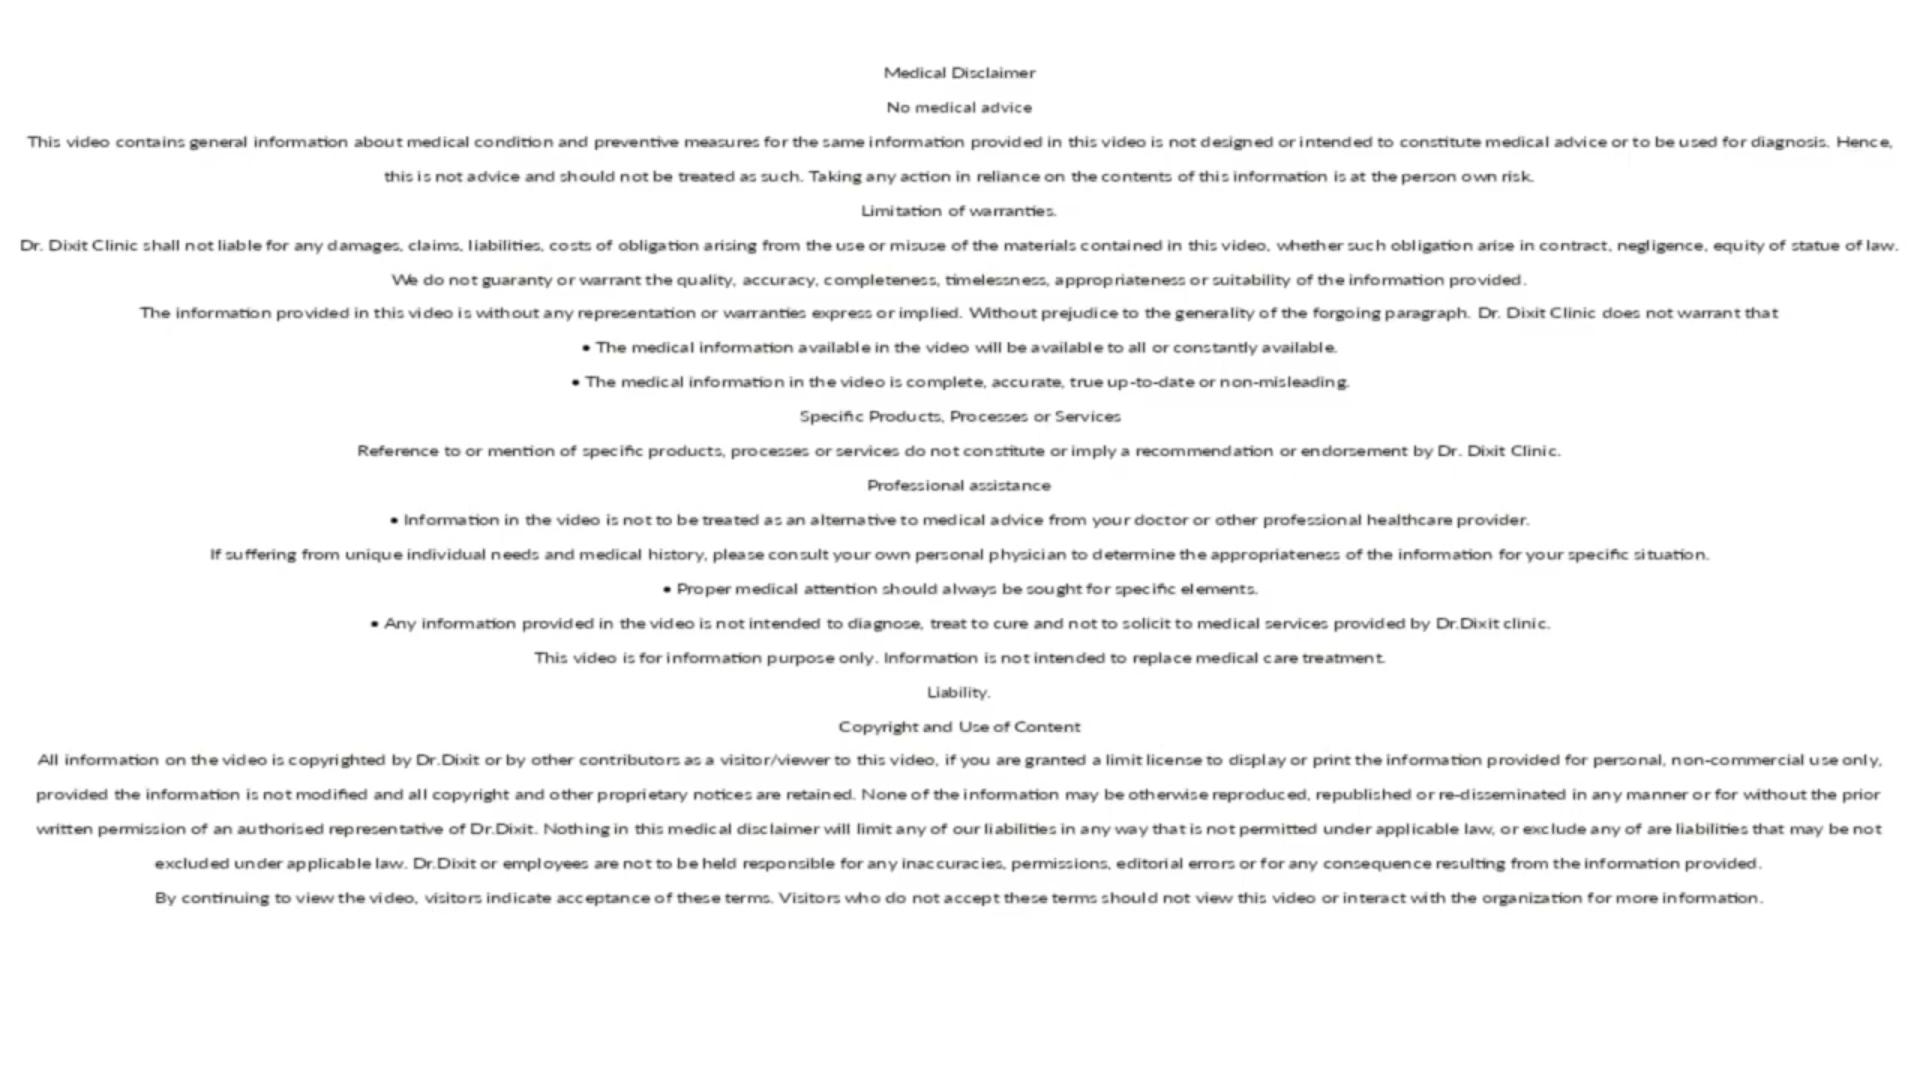 Medical Disclaimer
No medical advice
This video contains general information about medical condition and preventive measures for the same information provided in this video is not designed or intended to constitute medical advice or to be used for diagnosis. Hence,
this is not advice and should not be treated as such. Taking any action in reliance on the contents of this information is at the person own risk.
Limitation of warranties.
Dr. Dixit Clinic shall not liable for any damages, claims, liabilities, costs of obligation arising from the use or misuse of the materials contained in this video, whether such obligation arise in contract, negligence, equity of statue of law.
We do not guaranty or warrant the quality, accuracy, completeness, timelessness, appropriateness or suitability of the information provided.
The information provided in this video is without any representation or warranties express or implied. Without prejudice to the generality of the forgoing paragraph. Dr. Dixit Clinic does not warrant that
• The medical information available in the video will be available to all or constantly available.
• The medical information in the video is complete, accurate, true up-to-date or non-misleading.
Specific Products, Processes or Services
Reference to or mention of specific products, processes or services do not constitute or imply a recommendation or endorsement by Dr. Dixit Clinic.
Professional assistance
• Information in the video is not to be treated as an alternative to medical advice from your doctor or other professional healthcare provider.
If suffering from unique individual needs and medical history, please consult your own personal physician to determine the appropriateness of the information for your specific situation.
• Proper medical attention should always be sought for specific elements.
• Any information provided in the video is not intended to diagnose, treat to cure and not to solicit to medical services provided by Dr.Dixit clinic.
This video is for information purpose only. Information is not intended to replace medical care treatment.
Liability.
Copyright and Use of Content
All information on the video is copyrighted by Dr.Dixit or by other contributors as a visitor/viewer to this video, if you are granted a limit license to display or print the information provided for personal, non-commercial use only,
provided the information is not modified and all copyright and other proprietary notices are retained. None of the information may be otherwise reproduced, republished or re-disseminated in any manner or for without the prior
written permission of an authorised representative of Dr.Dixit. Nothing in this medical disclaimer will limit any of our liabilities in any way that is not permitted under applicable law, or exclude any of are liabilities that may be not
excluded under applicable law. Dr.Dixit or employees are not to be held responsible for any inaccuracies, permissions, editorial errors or for any consequence resulting from the information provided.
By continuing to view the video, visitors indicate acceptance of these terms. Visitors who do not accept these terms should not view this video or interact with the organization for more information.